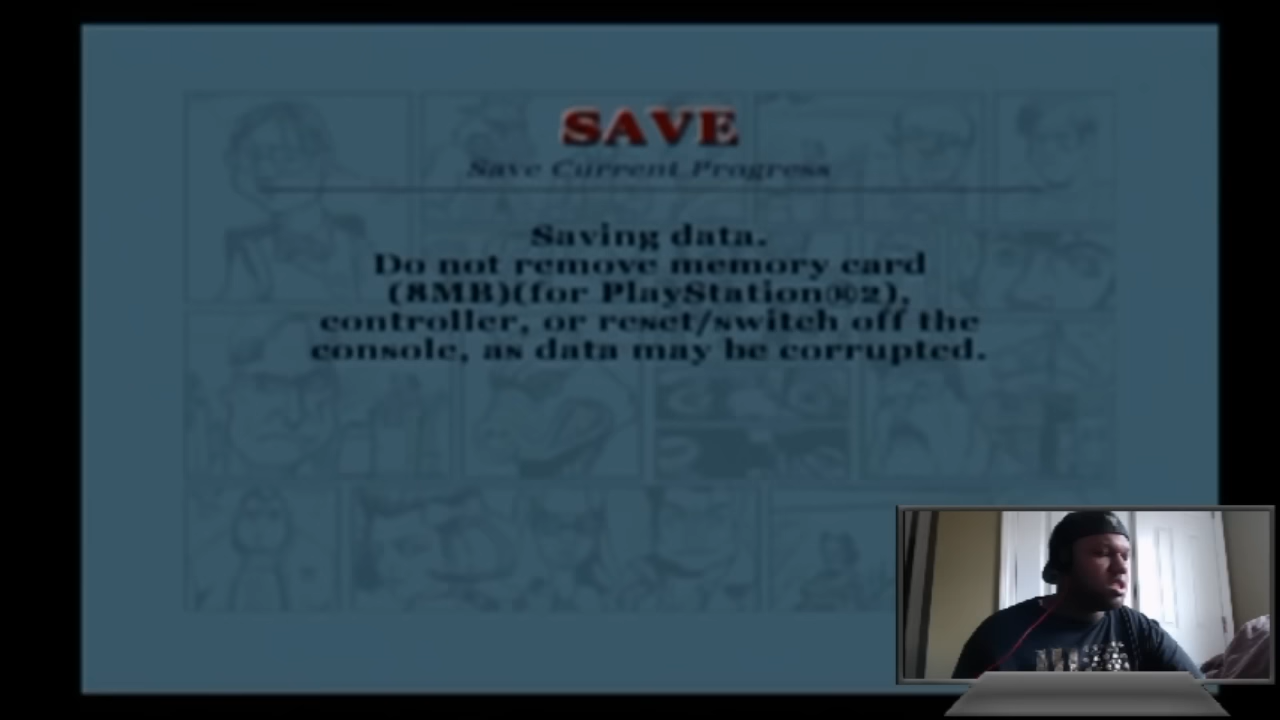 SAVE
Save Current Progress
Saving data.
Do not remove memory card
(8MB)(for PlayStation®2),
controller, or reset/switch off the
console, as data may be corrupted.